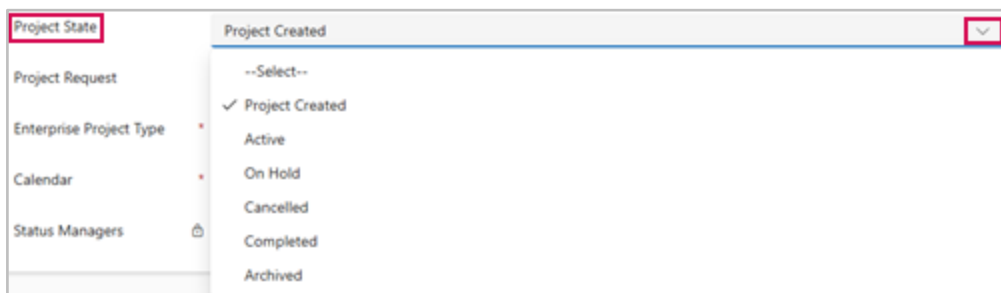 Project State
Project Created
Project Request
--Select--
Project Created
Enterprise Project Type *
Active
Calendar *
On Hold
Cancelled
Status Managers
Completed
Archived